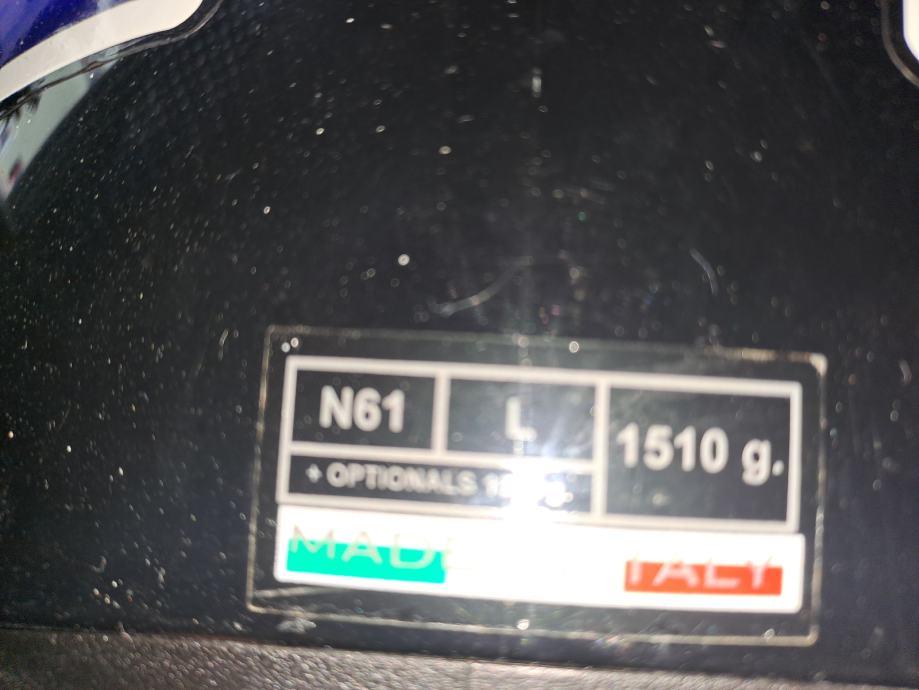 N61 L 1510 g.
+ OPTIONALS
MADE ITALY